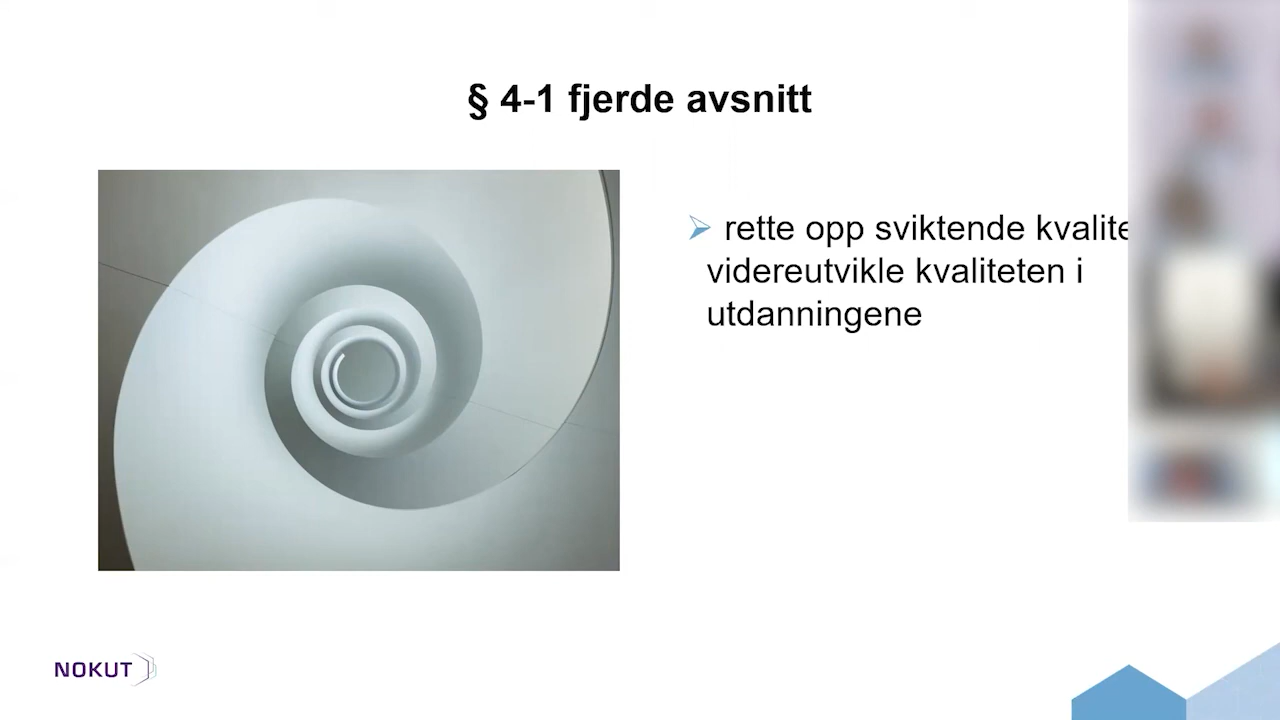 § 4-1 fjerde avsnitt
rette opp sviktende
videreutvikle kvaliteten i
utdanningene
NOKUT